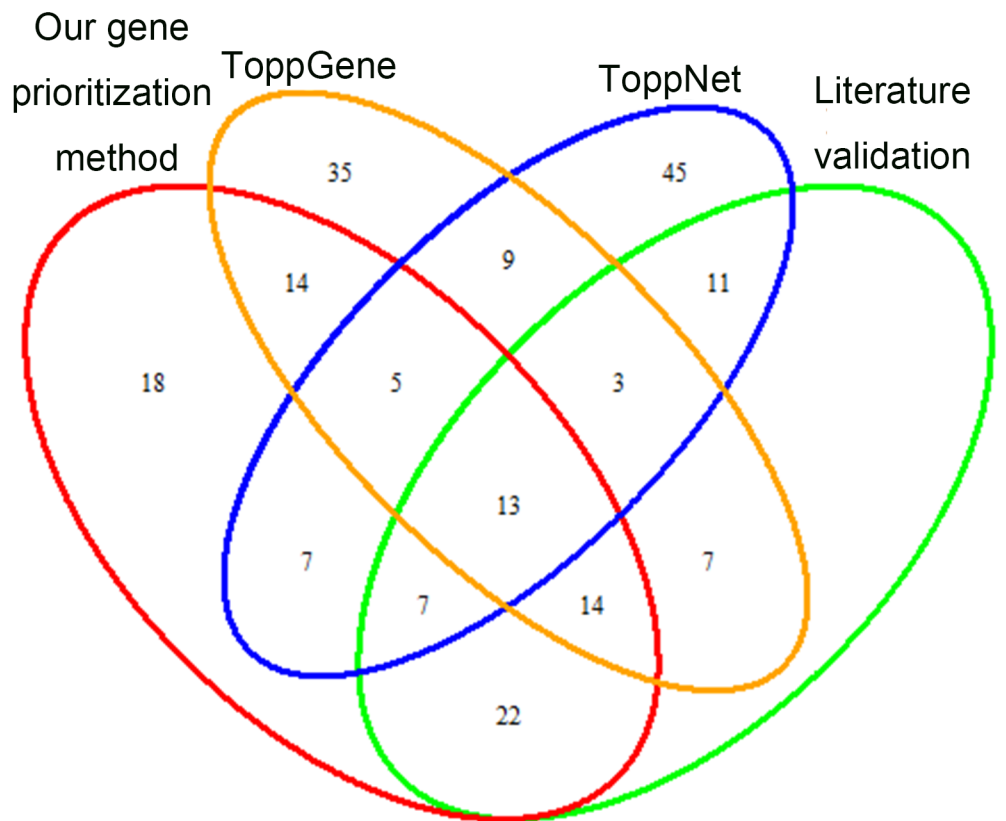 Our gene
prioritization
method
ToppGene
ToppNet
Literature
validation
35
45
9
14
11
18
5
3
13
7
7
7
14
22